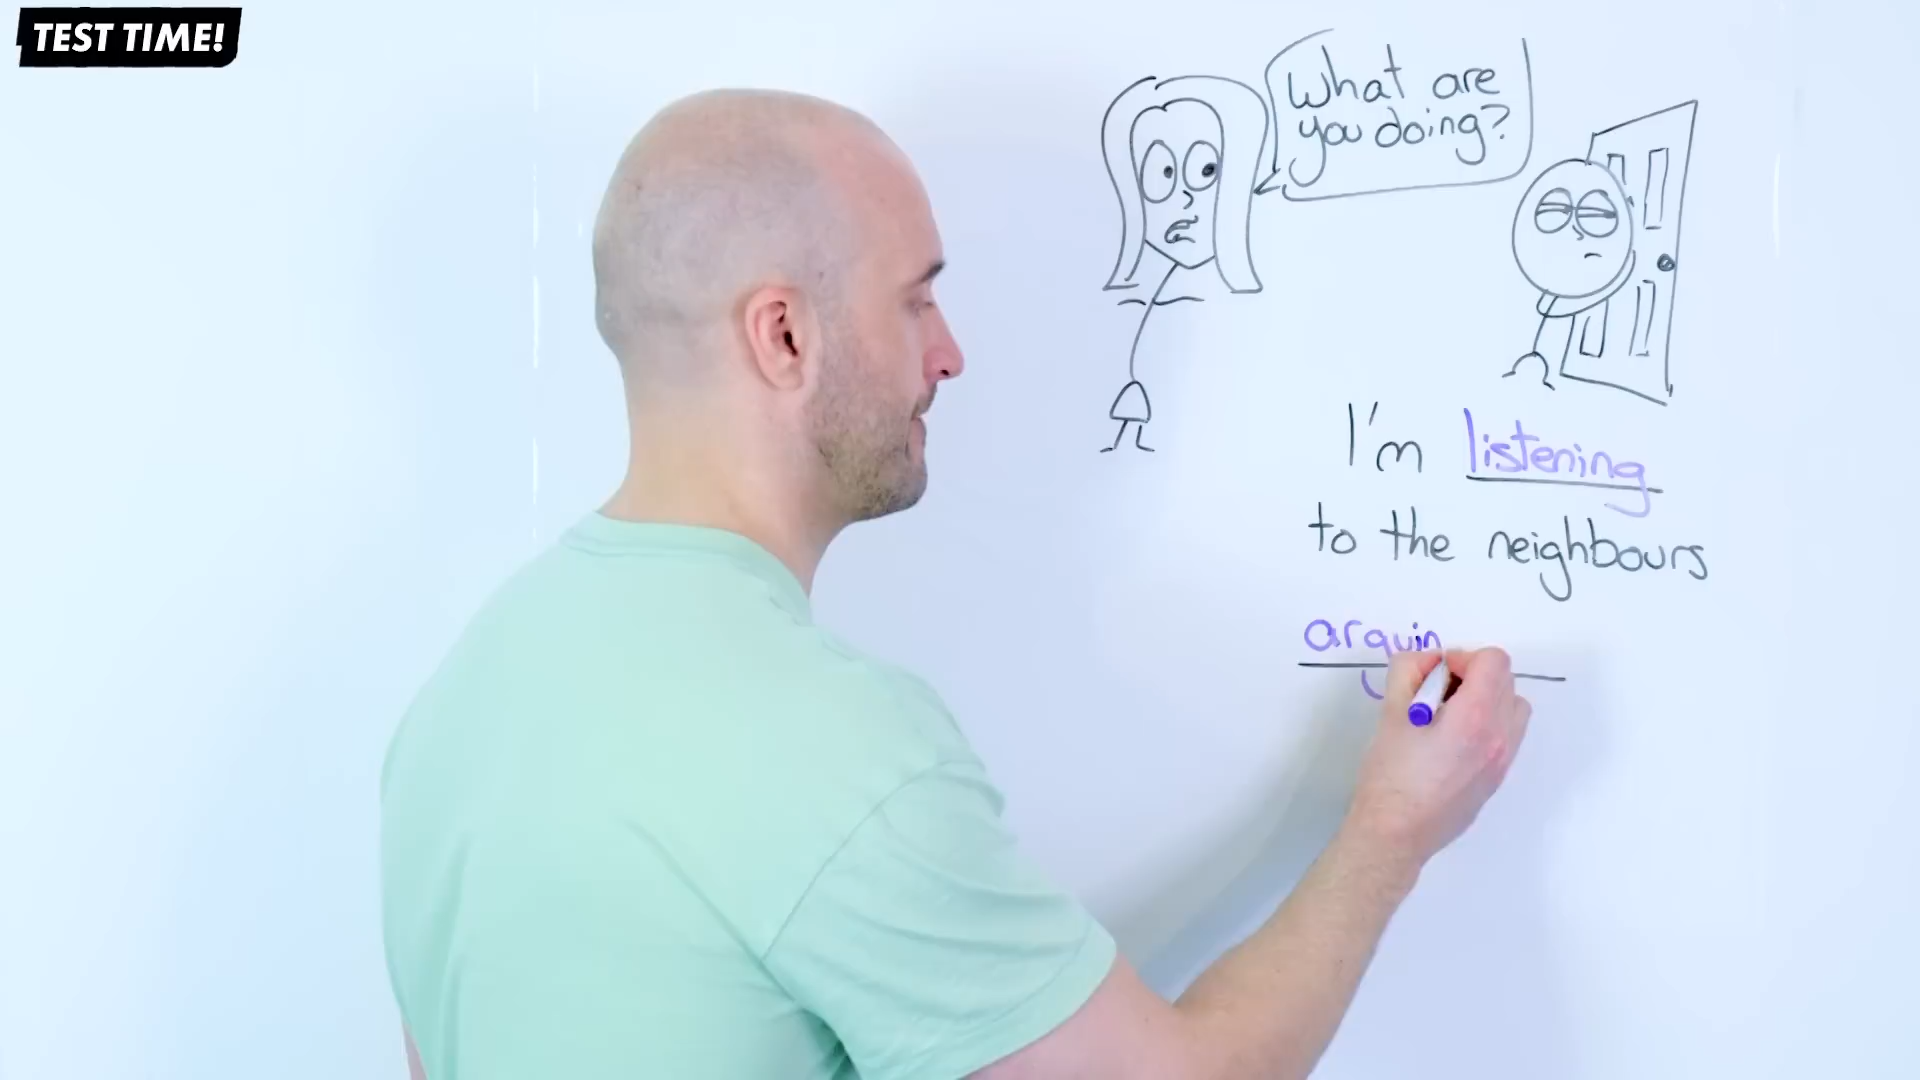 TEST TIME!
What are
you doing?
I'm listening
to the neighbours
arguin